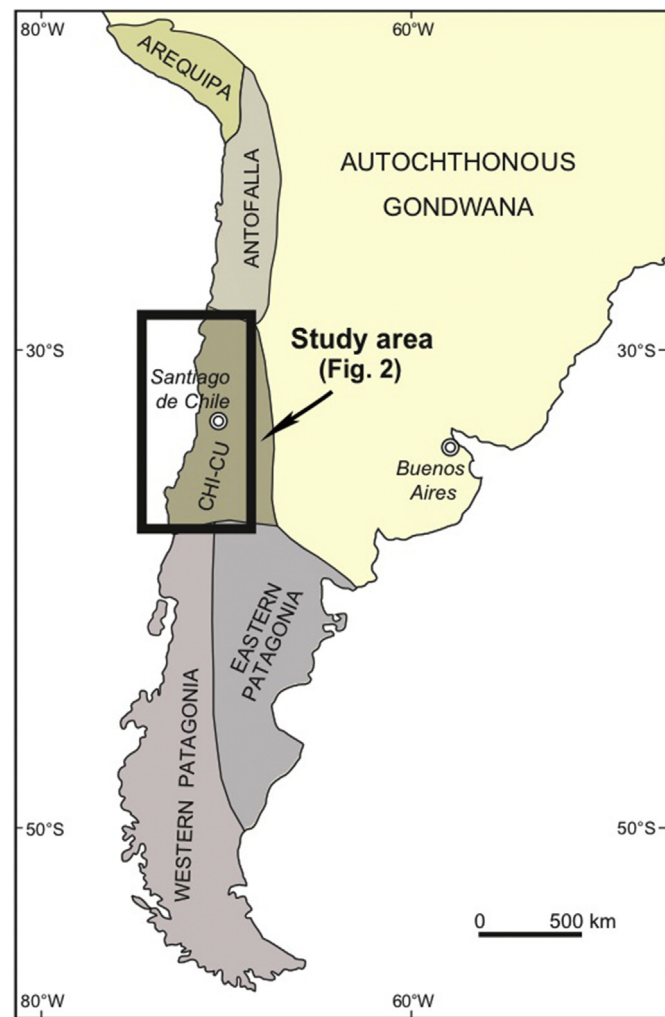 80°W
60°W
AREQUIPA
AUTOCHTHONOUS
GONDWANA
ANTOFALLA
30°S
Study area
(Fig. 2)
30°S
Santiago
de Chile
CHI-CU
Buenos
Aires
EASTERN
PATAGONIA
WESTERN PATAGONIA
50°S
50°S
0 500 km
80°W
60°W